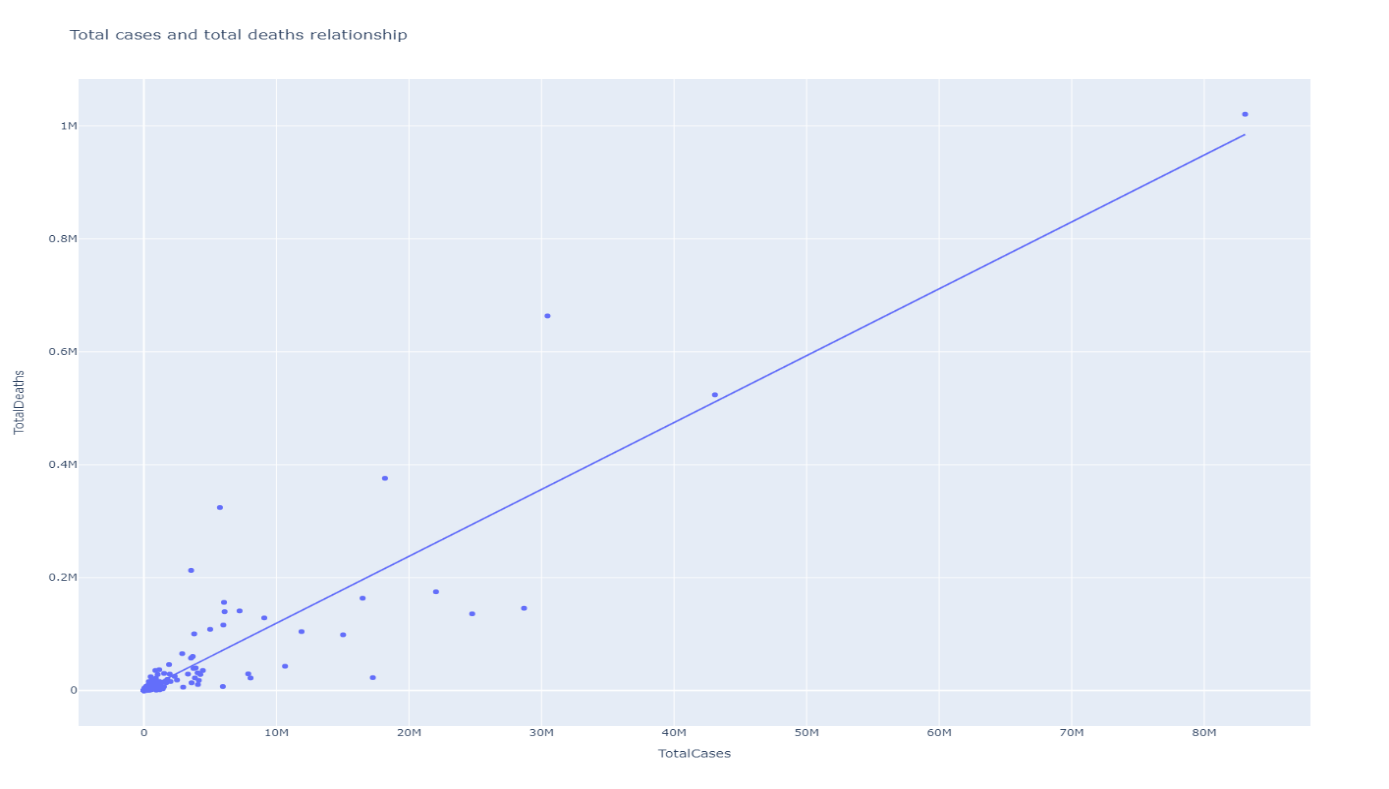 Total cases and total deaths relationship
1M
0.8M
0.6M
0.4M
0.2M
0
TotalDeaths
0 10M 20M 30M 40M 50M 60M 70M 80M
TotalCases